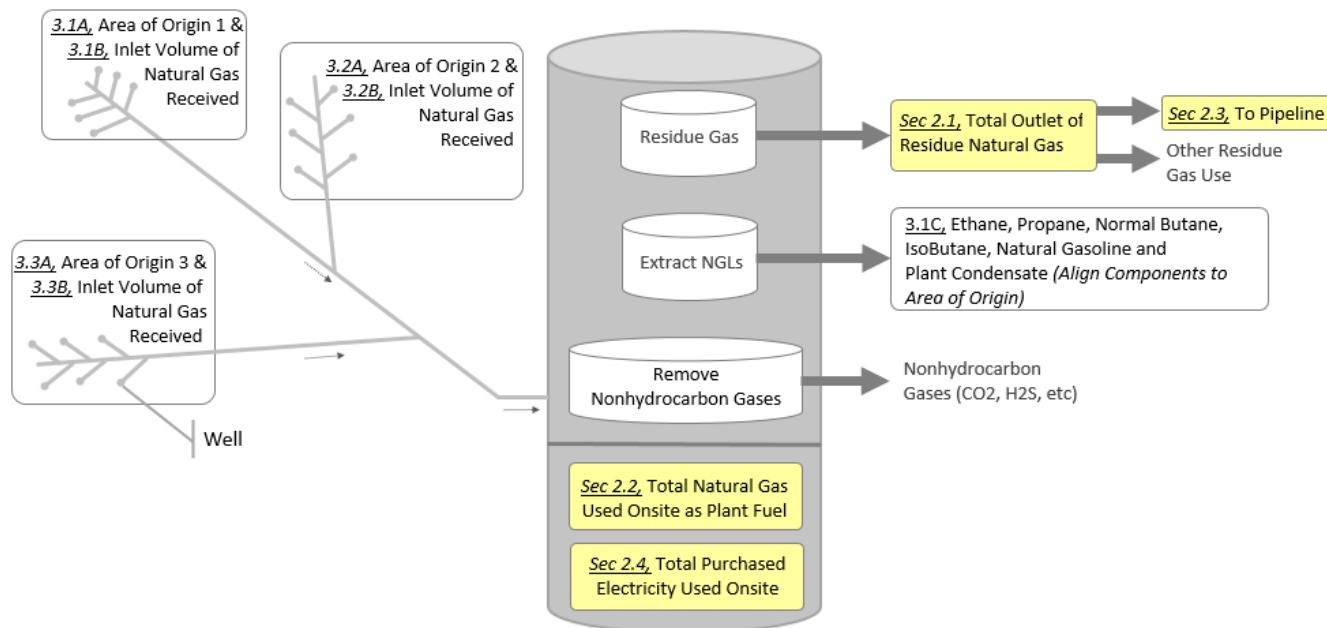 3.1A, Area of Origin 1 &
3.1B, Inlet Volume of
Natural Gas
Received
3.2A, Area of Origin 2 &
3.2B, Inlet Volume of
Natural Gas
Received
3.3A, Area of Origin 3 &
3.3B, Inlet Volume of
Natural Gas
Received
Well
Residue Gas
Sec 2.1, Total Outlet of
Residue Natural Gas
Sec 2.3, To Pipeline
Other Residue
Gas Use
Extract NGLs
3.1C, Ethane, Propane, Normal Butane,
IsoButane, Natural Gasoline and
Plant Condensate (Align Components to
Area of Origin)
Remove
Nonhydrocarbon Gases
Nonhydrocarbon
Gases (CO2, H2S, etc)
Sec 2.2, Total Natural Gas
Used Onsite as Plant Fuel
Sec 2.4, Total Purchased
Electricity Used Onsite